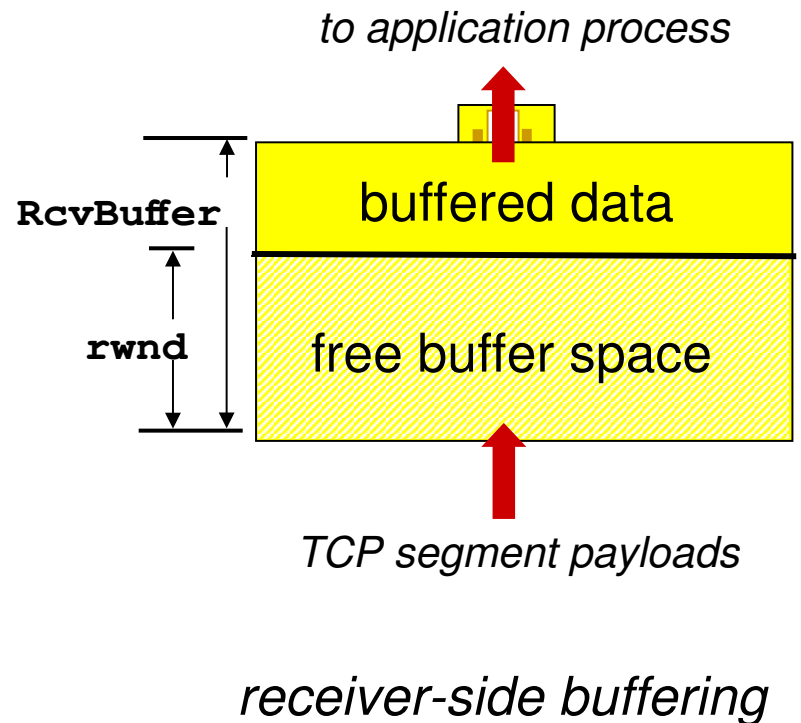 to application process
buffered data
RcvBuffer
rwnd
free buffer space
TCP segment payloads
receiver-side buffering